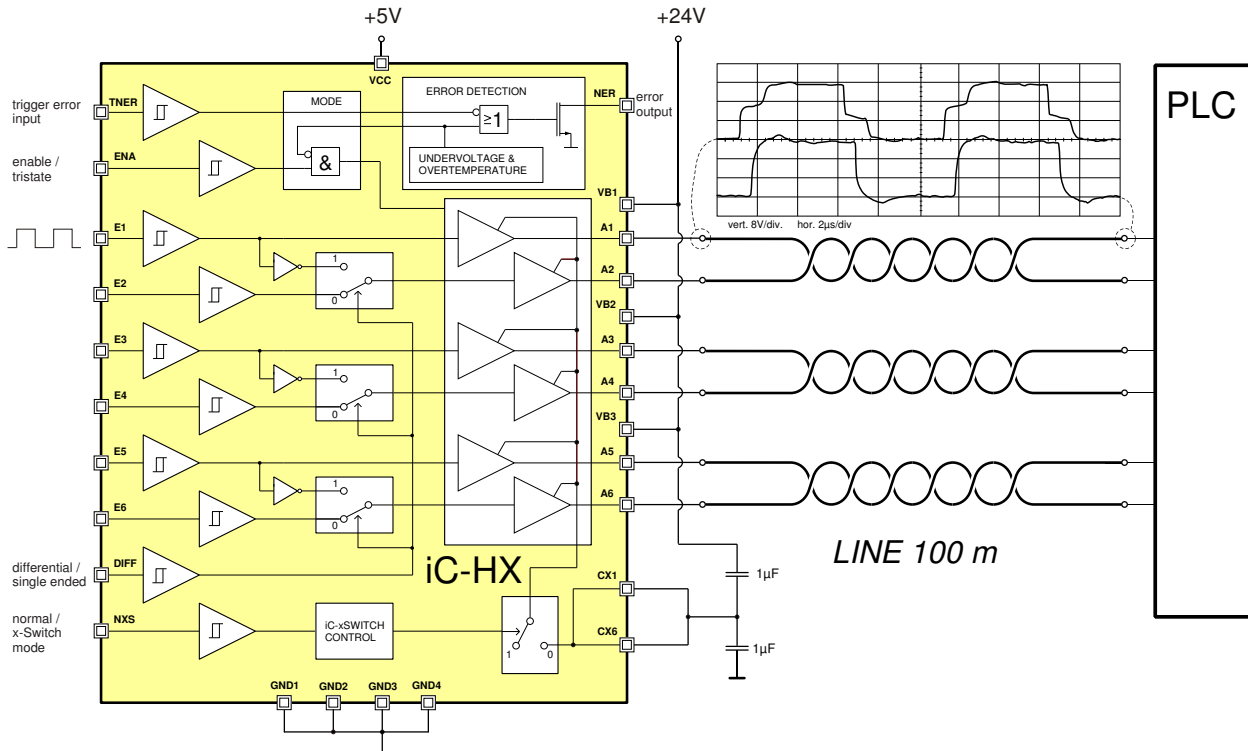 +5V
+24V
VCC
trigger error
input
TNER
MODE
ERROR DETECTION
≥1
NER
error
output
PLC
enable /
tristate
ENA
&
UNDERVOLTAGE &
OVERTEMPERATURE
VB1
vert. 8V/div. hor. 2µs/div
E1
A1
1
0
E2
A2
VB2
E3
A3
1
0
E4
A4
VB3
E5
A5
1
0
E6
A6
differential /
single ended
DIFF
iC-HX
LINE 100 m
1µF
CX1
normal /
x-Switch
mode
NXS
iC-xSWITCH
CONTROL
1
0
CX6
1µF
GND1
GND2
GND3
GND4